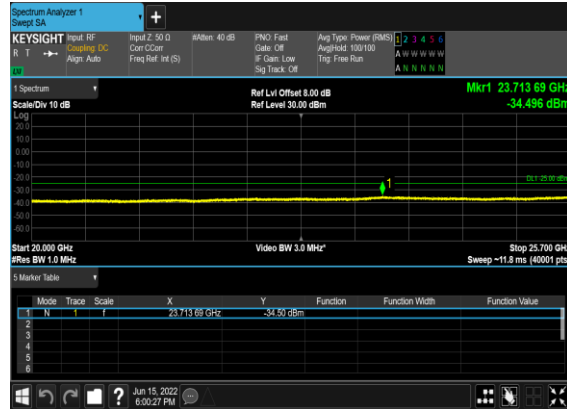 Spectrum Analyzer 1
Swept SA
+
KEYSIGHT
R T
Input: RF
Coupling: DC
Align: Auto
Input Z: 50 Ω
Corr CCorr
Freq Ref: Int (S)
#Atten: 40 dB
PNO: Fast
Gate: Off
IF Gain: Low
Sig Track: Off
Avg Type: Power (RMS)
Avg|Hold: 100/100
Trig: Free Run
1 2 3 4 5 6
A W W W W W
A N N N N N
1 Spectrum
Scale/Div 10 dB
Ref Lvl Offset 8.00 dB
Ref Level 30.00 dBm
Mkr1 23.713 69 GHz
-34.496 dBm
Log
20.0
10.0
0.00
-10.0
-20.0
-30.0
-40.0
-50.0
-60.0
1
Start 20.000 GHz
#Res BW 1.0 MHz
Video BW 3.0 MHz*
Stop 25.700 GHz
Sweep ~11.8 ms (40001 pts)
5 Marker Table
Mode Trace Scale X Y Function Function Width Function Value
1 N 1 f 23.713 69 GHz -34.50 dBm
2
3
4
5
6
?
Jun 15, 2022
6:00:27 PM